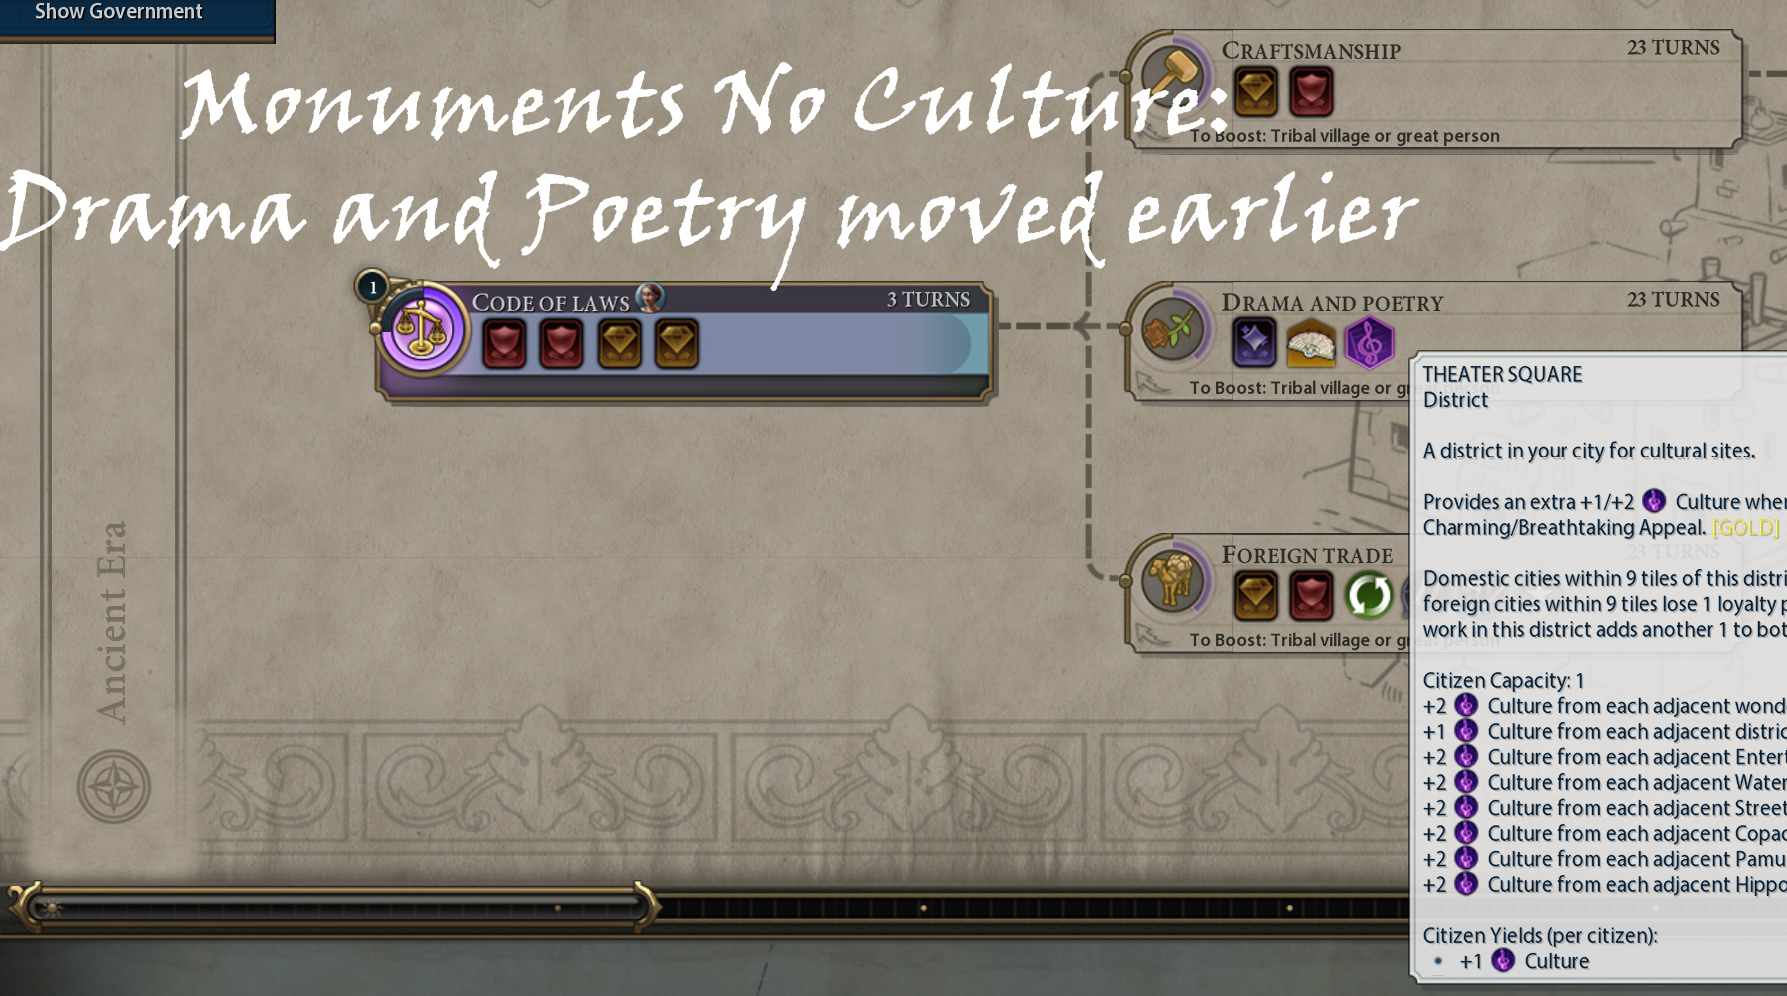 Show Government
Monuments No Culture:
Drama and Poetry moved earlier
CRAFTSMANSHIP
23 TURNS
To Boost: Tribal village or great person
1
CODE OF LAWS
3 TURNS
DRAMA AND POETRY
23 TURNS
To Boost: Tribal village or great person
FOREIGN TRADE
23 TURNS
To Boost: Tribal village or great person
Ancient Era
THEATER SQUARE
District
A district in your city for cultural sites.
Provides an extra +1/+2 Culture
Charming/Breathtaking Appeal. [GOLD]
Domestic cities within 9 tiles of this
foreign cities within 9 tiles lose 1 loyalty
work in this district adds another 1 to
Citizen Capacity: 1
+2 Culture from each adjacent
+1 Culture from each adjacent
+2 Culture from each adjacent
+2 Culture from each adjacent
+2 Culture from each adjacent
+2 Culture from each adjacent
+2 Culture from each adjacent
+2 Culture from each adjacent
Citizen Yields (per citizen):
+1 Culture